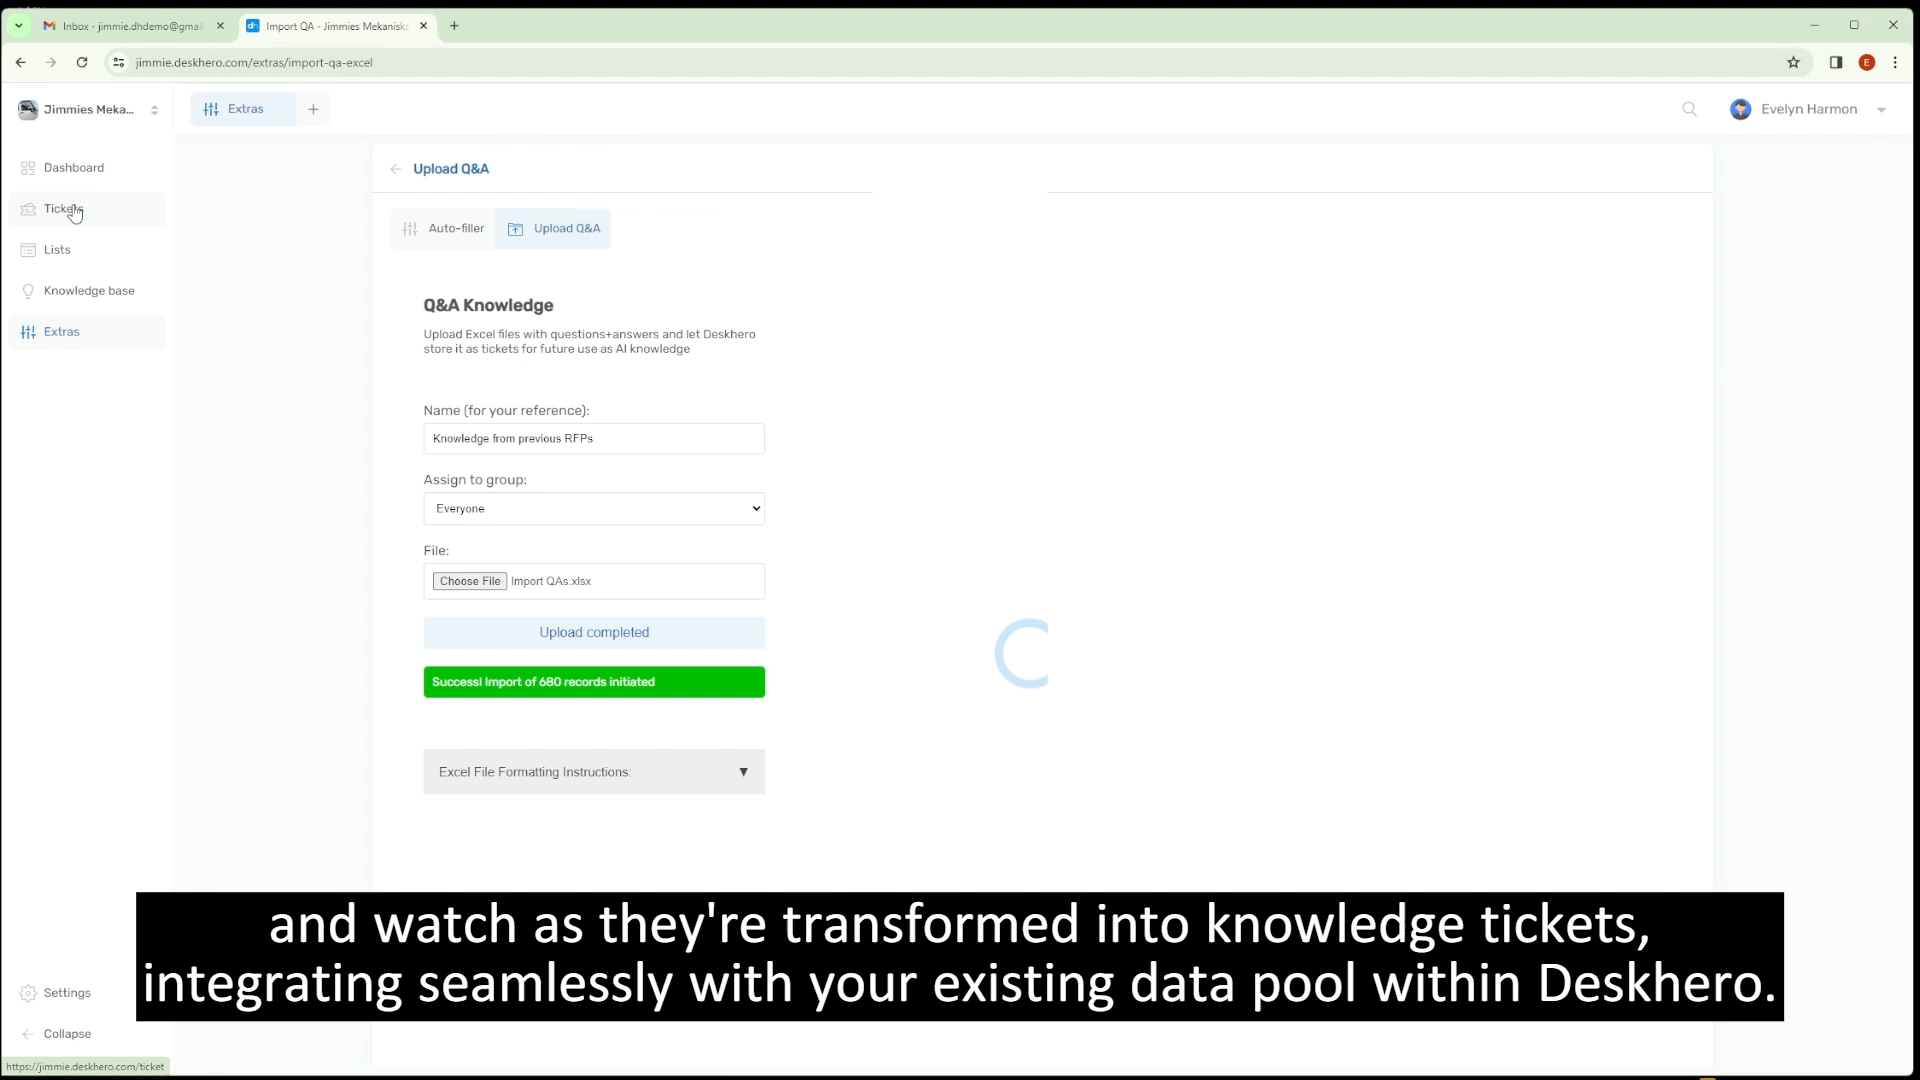 Inbox - jimmie.dhdemo@gmai
Import QA - Jimmies Mekaniska
jimmie.deskhero.com/extras/import-qa-excel
E
Jimmies Meka...
Extras
Evelyn Harmon
Dashboard
Tickets
Lists
Knowledge base
Extras
Upload Q&A
Auto-filler
Upload Q&A
Q&A Knowledge
Upload Excel files with questions+answers and let Deskhero
store it as tickets for future use as AI knowledge
Name (for your reference):
Knowledge from previous RFPs
Assign to group:
Everyone
File:
Choose File Import QAs.xlsx
Upload completed
Success! Import of 680 records initiated
Excel File Formatting Instructions:
and watch as they're transformed into knowledge tickets,
integrating seamlessly with your existing data pool within Deskhero.
Settings
Collapse
https://jimmie.deskhero.com/ticket